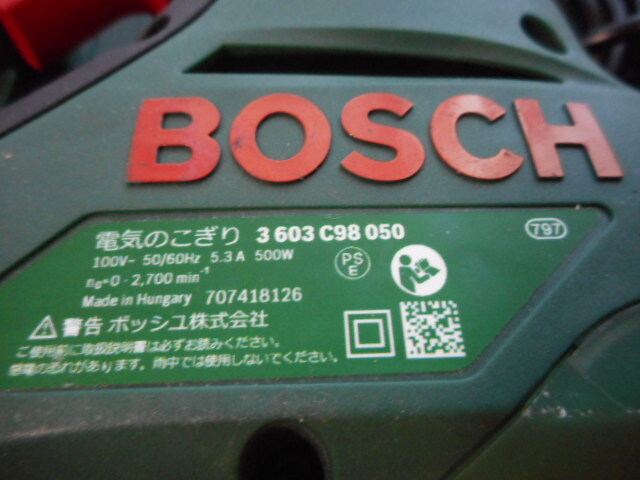 BOSCH
電気のこぎり 3 603 C98 050
797
100V~ 50/60Hz 5.3 A 500W
PS
E
n₀=0 - 2,700 min⁻¹
Made in Hungary 707418126
警告 ボッシュ株式会社
ご使用前に取扱説明書は必ずお読みください。
感電の恐れがあります。雨中では使用しないでください。